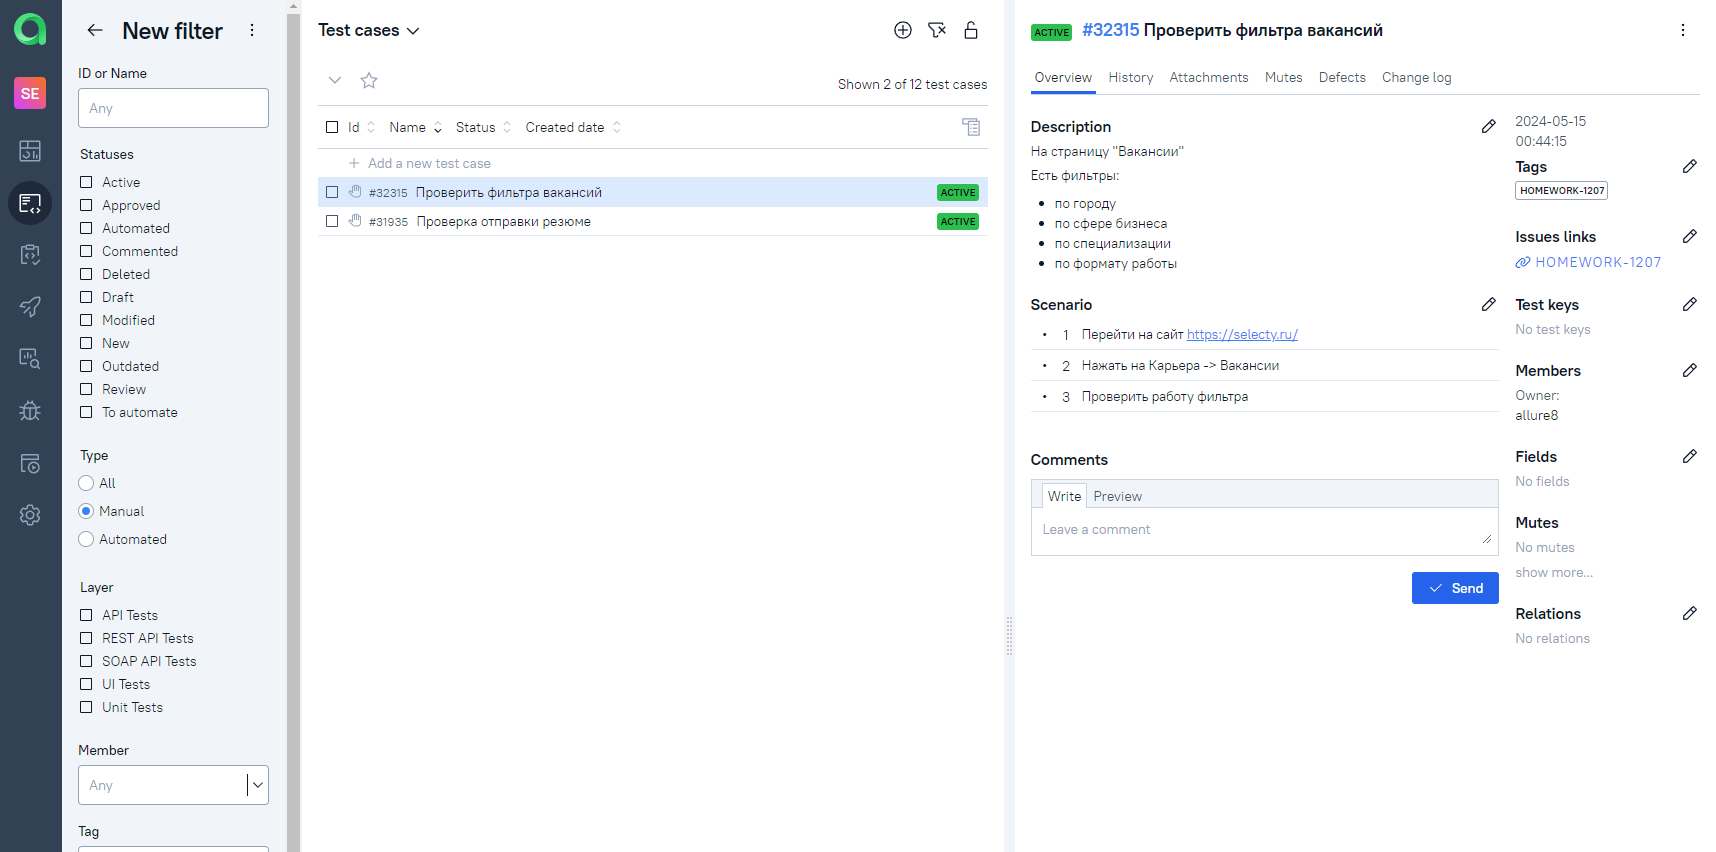 SE
New filter
ID or Name
Any
Statuses
Active
Approved
Automated
Commented
Deleted
Draft
Modified
New
Outdated
Review
To automate
Type
All
Manual
Automated
Layer
API Tests
REST API Tests
SOAP API Tests
UI Tests
Unit Tests
Member
Any
Tag
Test cases
Shown 2 of 12 test cases
Id Name Status Created date
Add a new test case
#32315 Проверить фильтра вакансий ACTIVE
#31935 Проверка отправки резюме ACTIVE
ACTIVE #32315 Проверить фильтра вакансий
Overview History Attachments Mutes Defects Change log
Description
На страницу "Вакансии"
Есть фильтры:
• по городу
• по сфере бизнеса
• по специализации
• по формату работы
Scenario
• 1 Перейти на сайт https://selecty.ru/
• 2 Нажать на Карьера -> Вакансии
• 3 Проверить работу фильтра
Comments
Write Preview
Leave a comment
Send
2024-05-15
00:44:15
Tags
HOMEWORK-1207
Issues links
HOMEWORK-1207
Test keys
No test keys
Members
Owner:
allure8
Fields
No fields
Mutes
No mutes
show more...
Relations
No relations